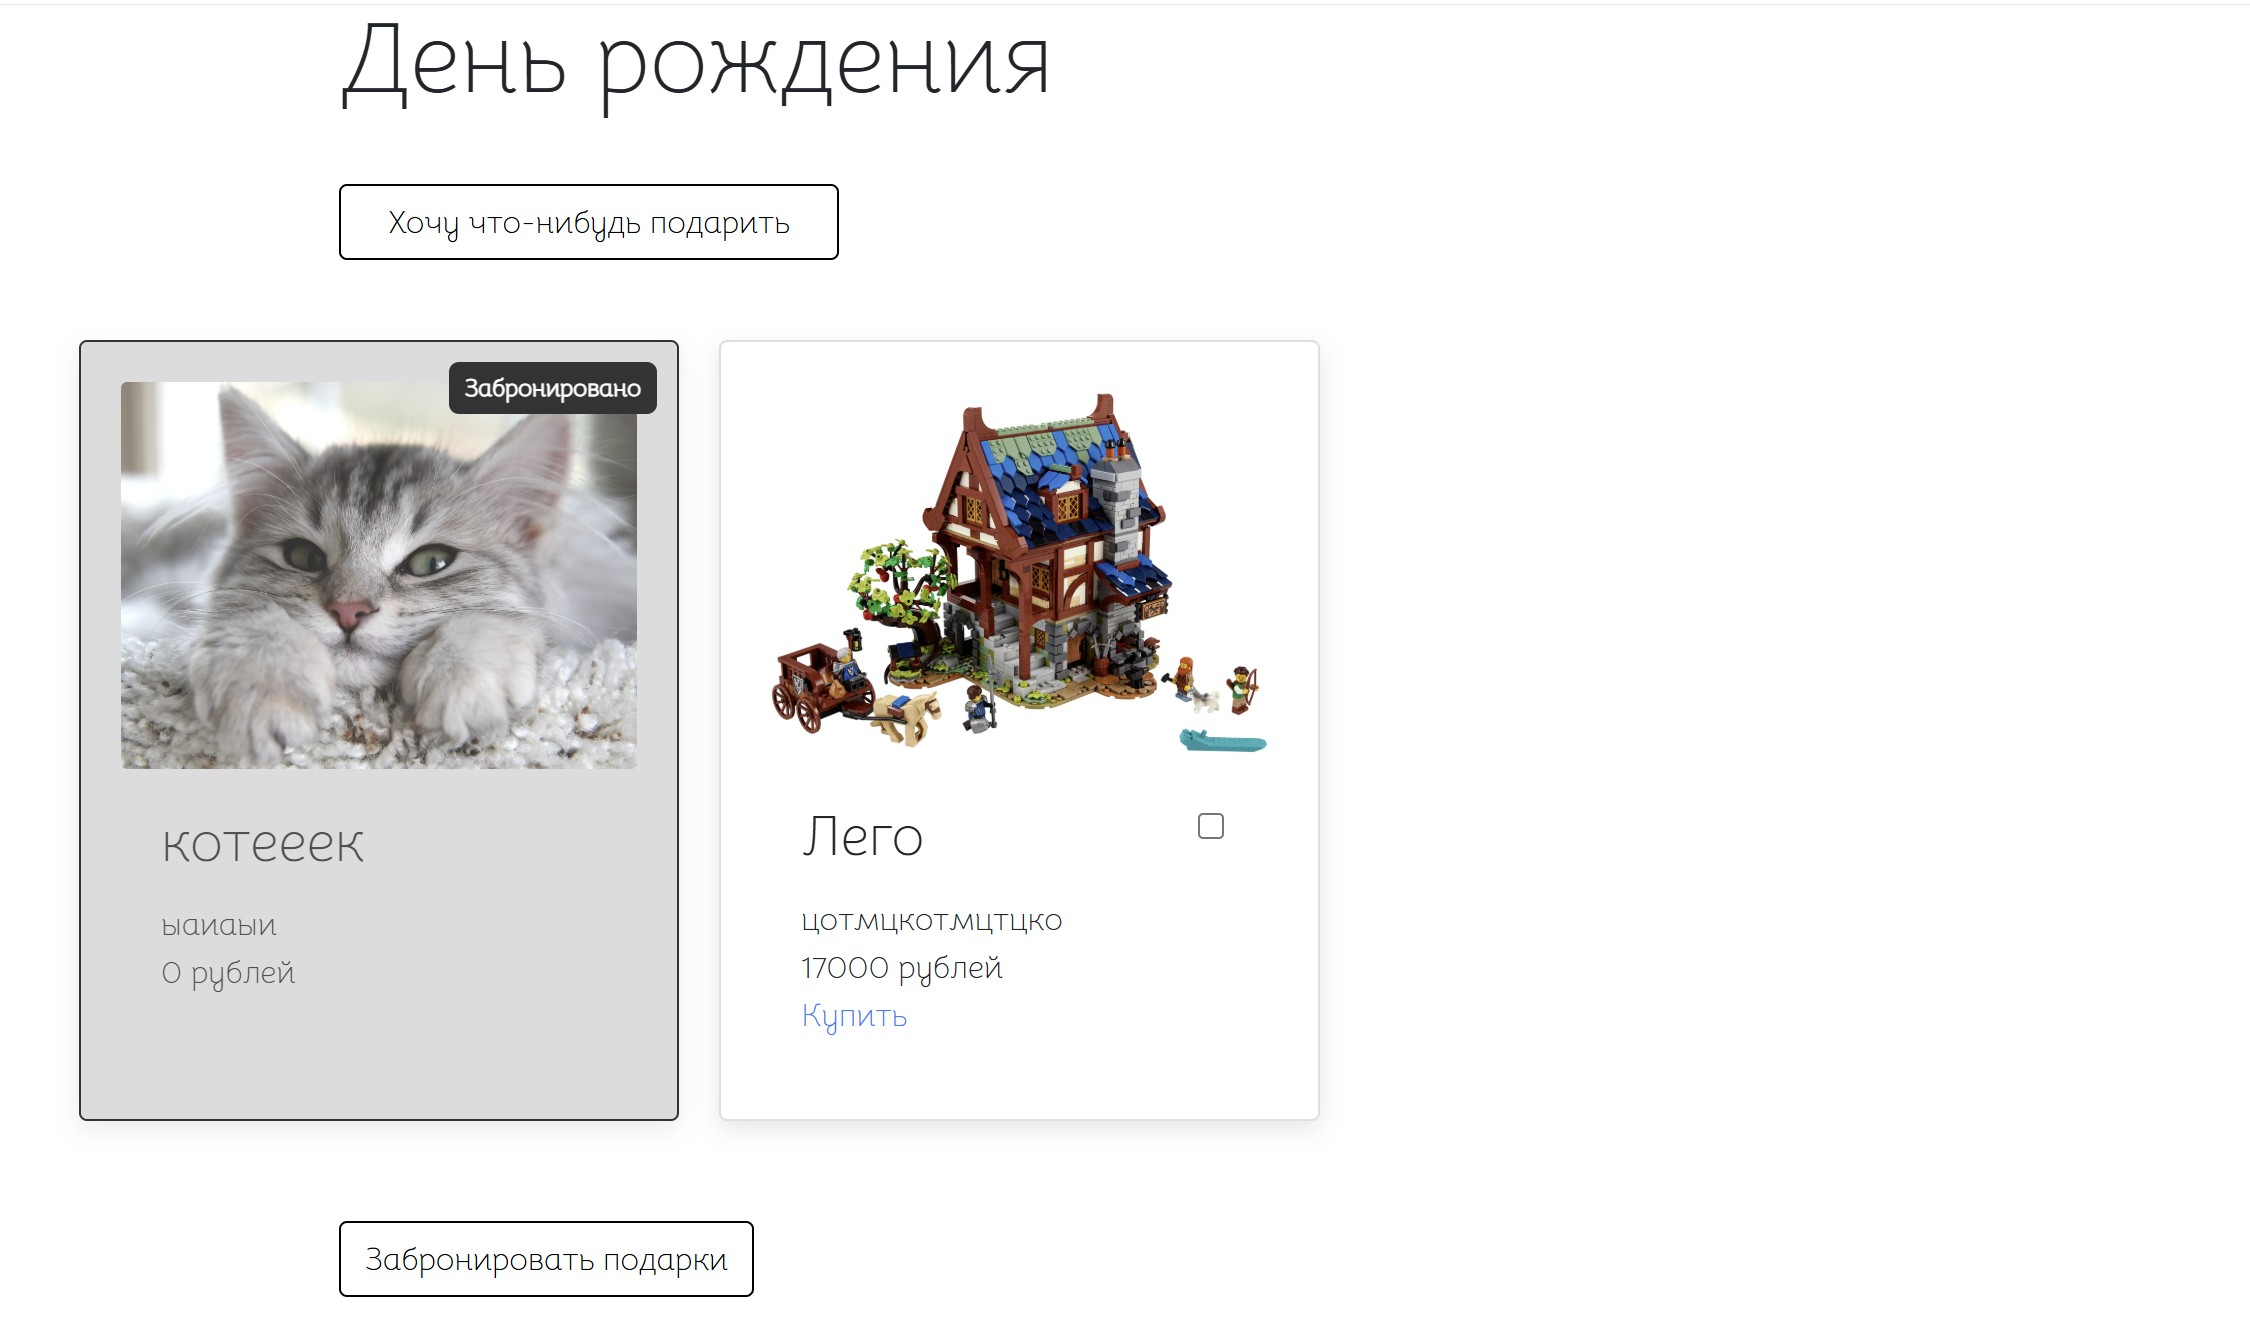 День рождения
Хочу что-нибудь подарить
Забронировано
котееек
ыаиаыи
0 рублей
Лего
цотмцкотмцтцко
17000 рублей
Купить
Забронировать подарки